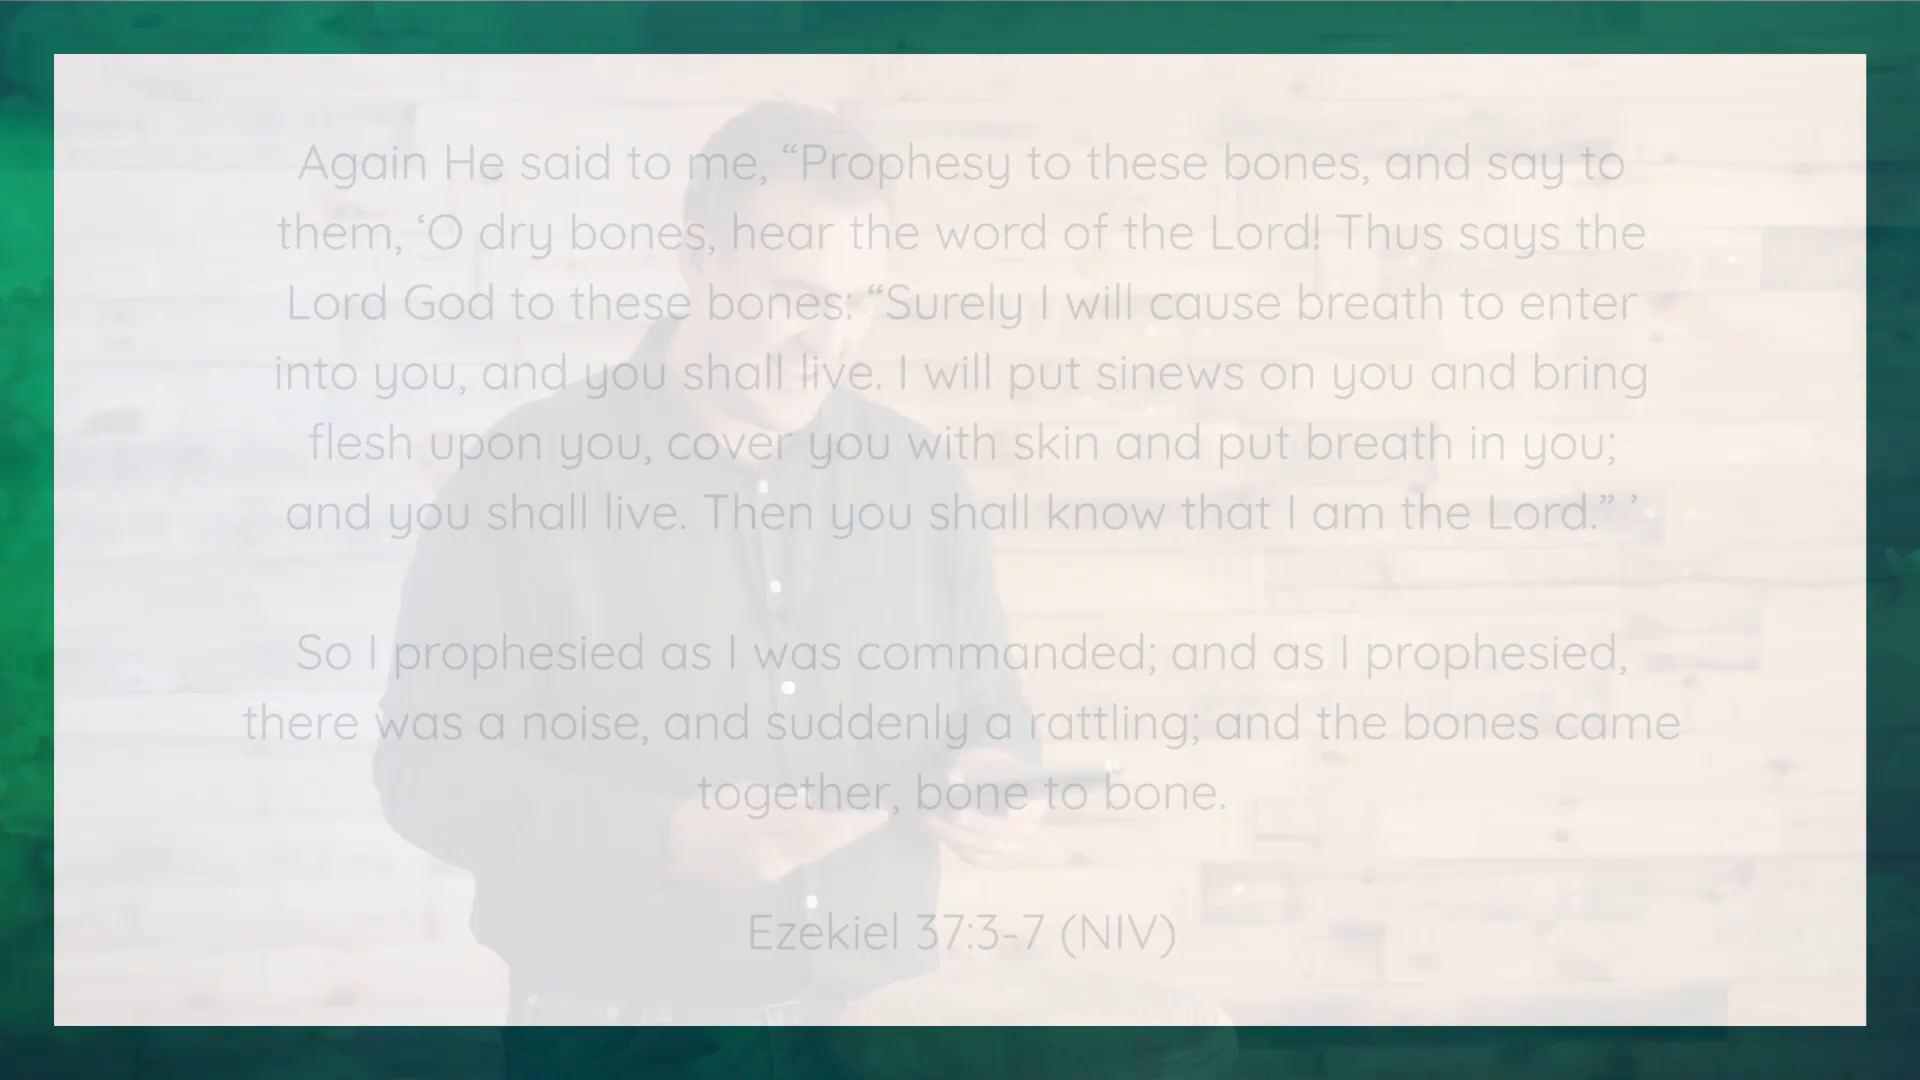 Again He said to me, “Prophesy to these bones, and say to
them, ‘O dry bones, hear the word of the Lord! Thus says the
Lord God to these bones: “Surely I will cause breath to enter
into you, and you shall live. I will put sinews on you and bring
flesh upon you, cover you with skin and put breath in you;
and you shall live. Then you shall know that I am the Lord.” ’
So I prophesied as I was commanded; and as I prophesied,
there was a noise, and suddenly a rattling; and the bones came
together, bone to bone.
Ezekiel 37:3-7 (NIV)